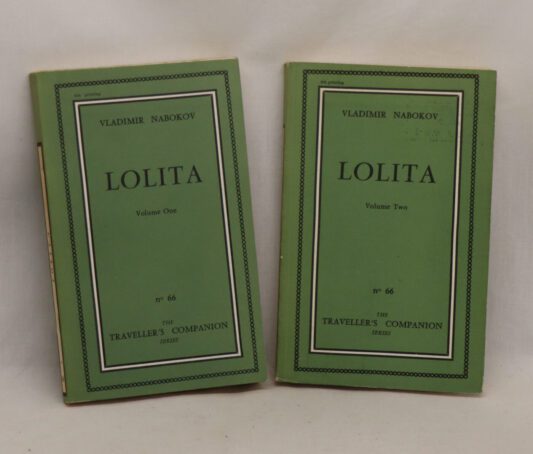 VLADIMIR NABOKOV
LOLITA
Volume One
nº 66
THE
TRAVELLER'S COMPANION
SERIES
VLADIMIR NABOKOV
LOLITA
Volume Two
nº 66
THE
TRAVELLER'S COMPANION
SERIES